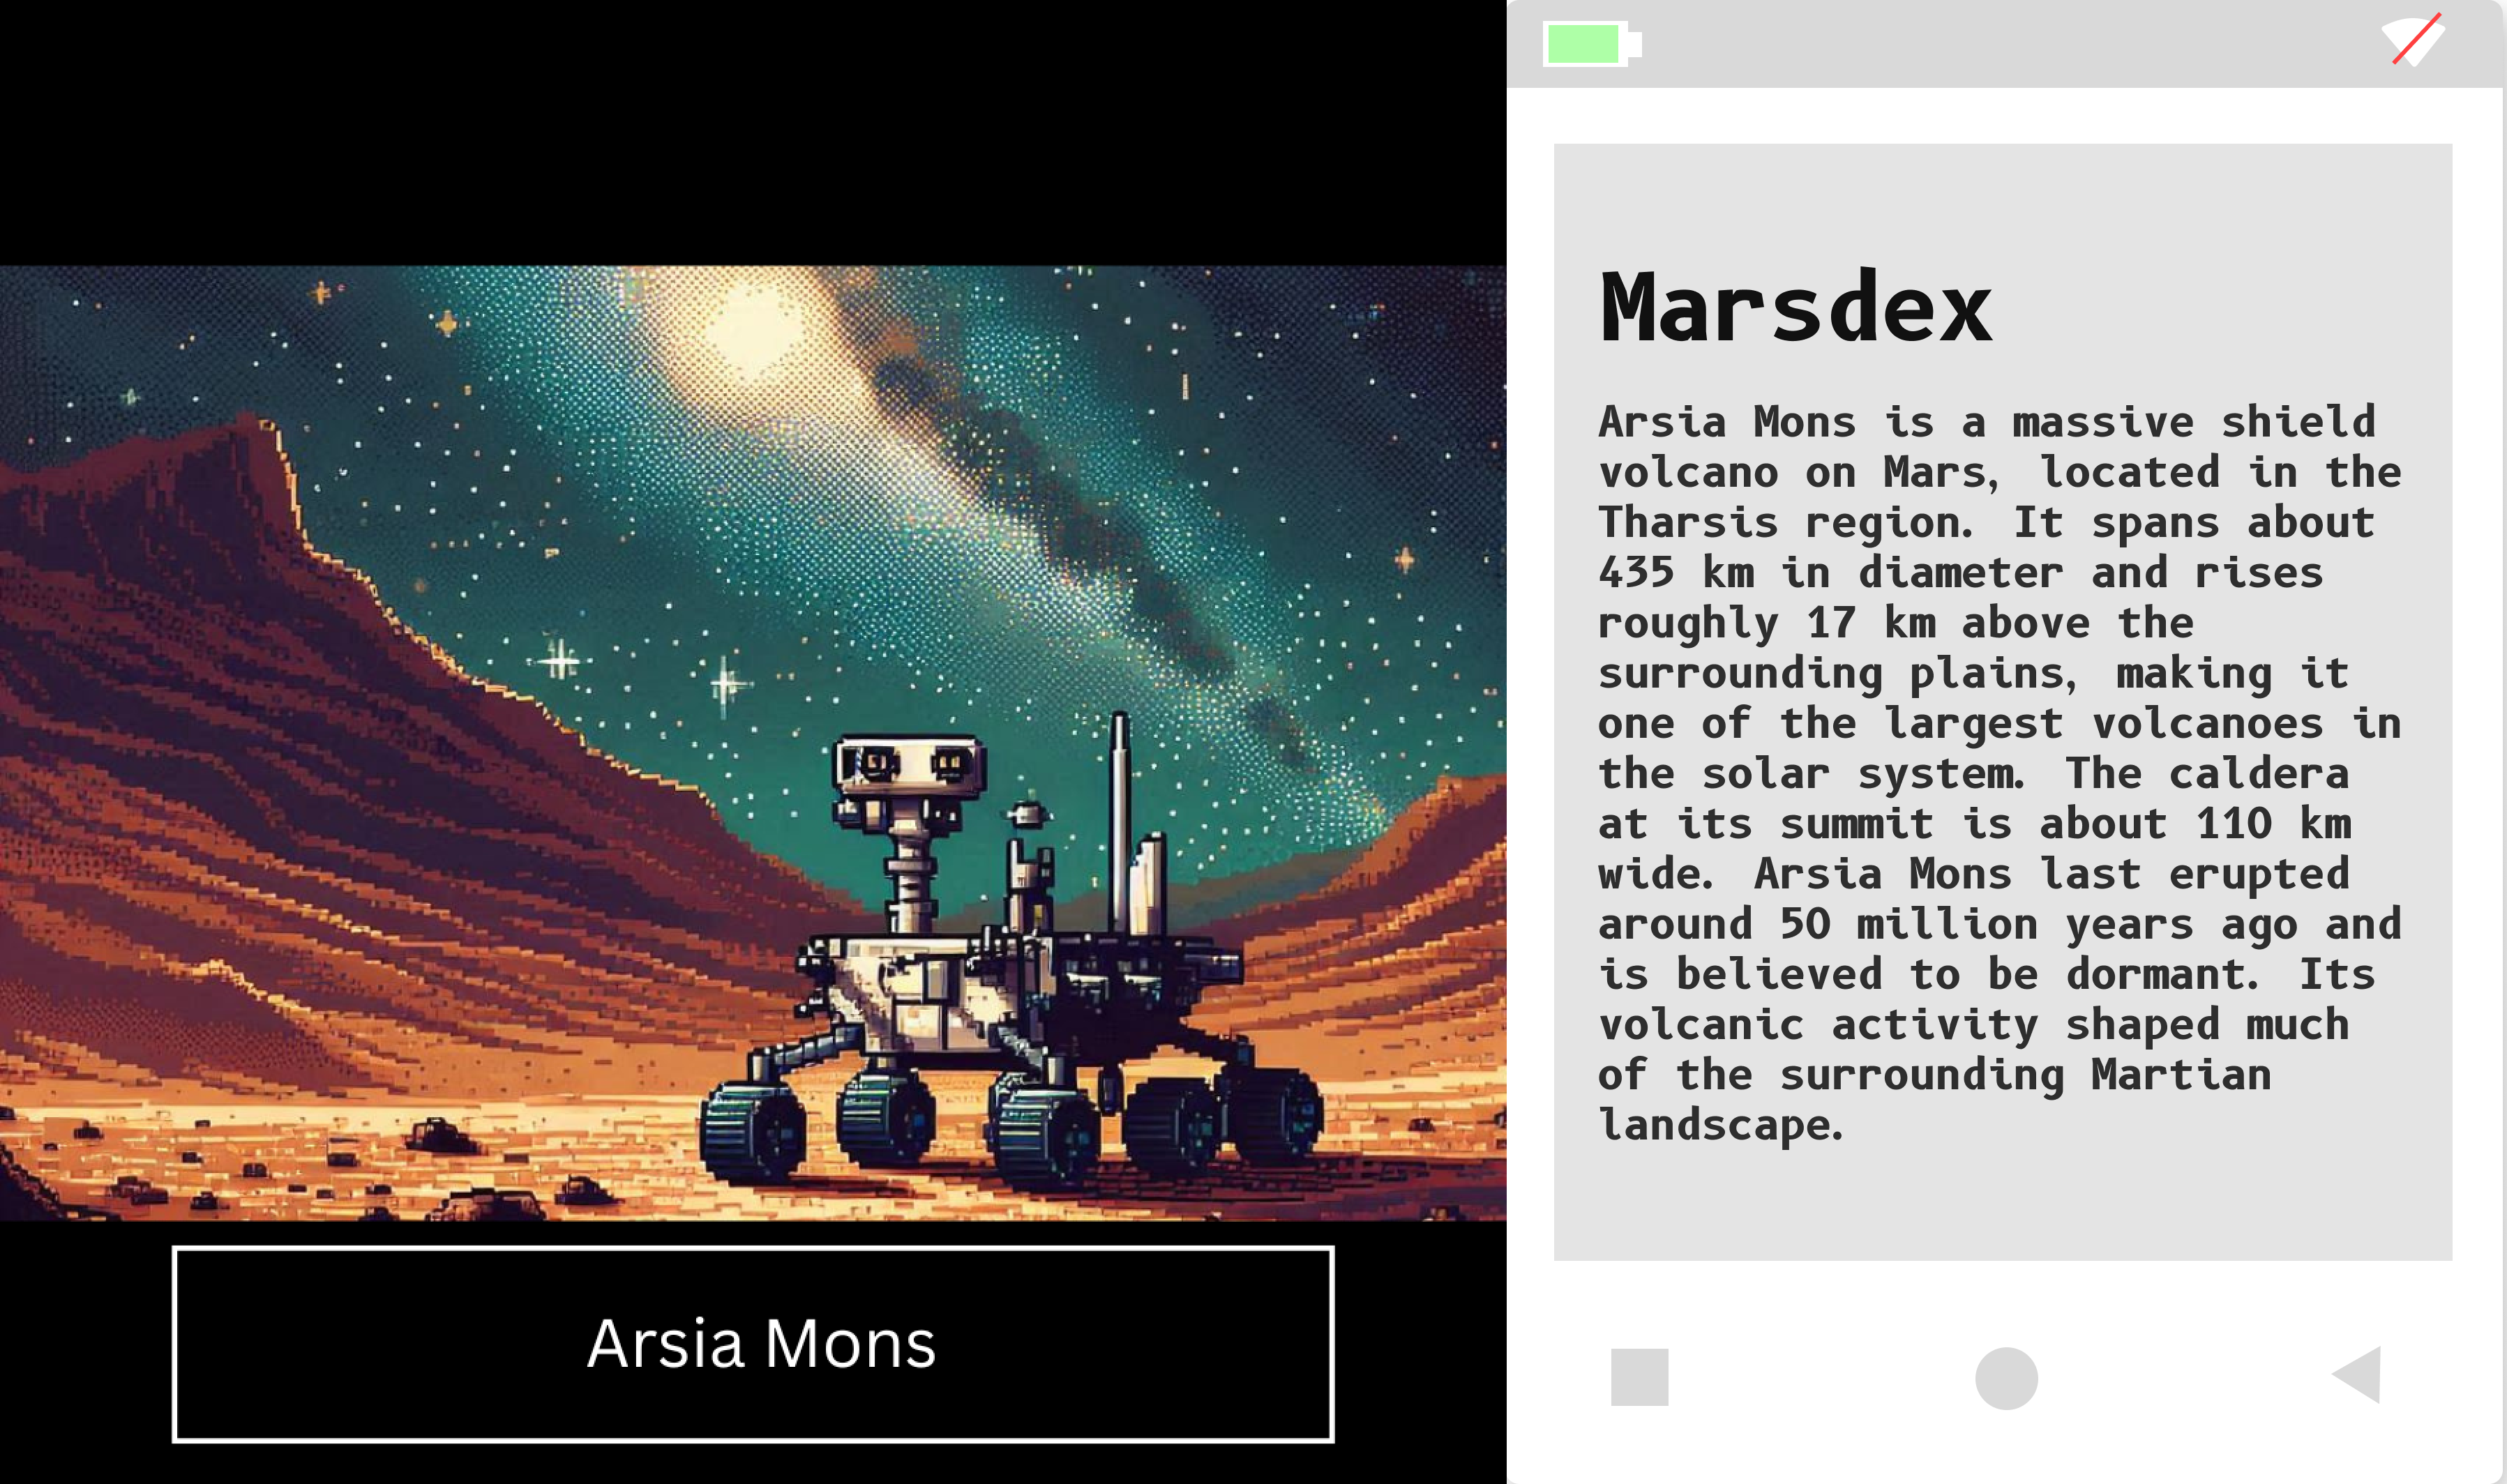 Arsia Mons
Marsdex
Arsia Mons is a massive shield
volcano on Mars, located in the
Tharsis region. It spans about
435 km in diameter and rises
roughly 17 km above the
surrounding plains, making it
one of the largest volcanoes in
the solar system. The caldera
at its summit is about 110 km
wide. Arsia Mons last erupted
around 50 million years ago and
is believed to be dormant. Its
volcanic activity shaped much
of the surrounding Martian
landscape.